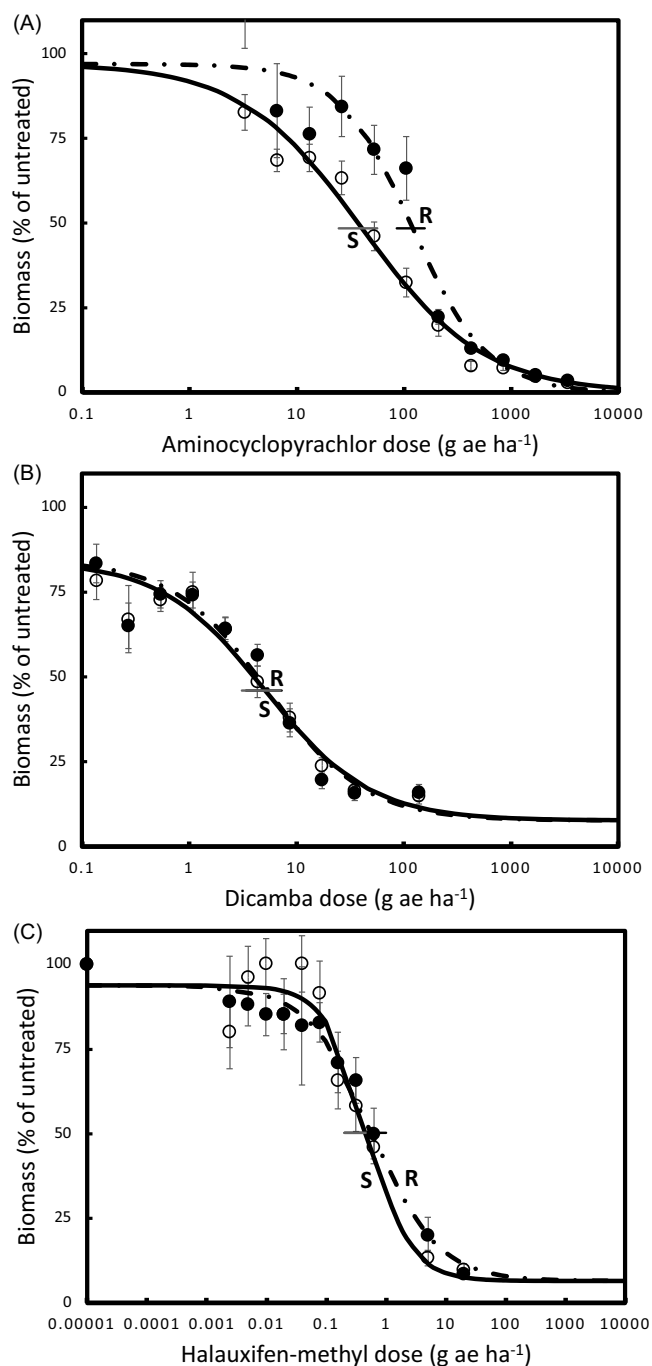 (A)
Biomass (% of untreated)
100
75
50
25
0
R
S
0.1 1 10 100 1000 10000
Aminocyclopyrachlor dose (g ae ha⁻¹)
(B)
Biomass (% of untreated)
100
75
50
25
0
R
S
0.1 1 10 100 1000 10000
Dicamba dose (g ae ha⁻¹)
(C)
Biomass (% of untreated)
100
75
50
25
0
S R
0.00001 0.0001 0.001 0.01 0.1 1 10 100 1000 10000
Halauxifen-methyl dose (g ae ha⁻¹)